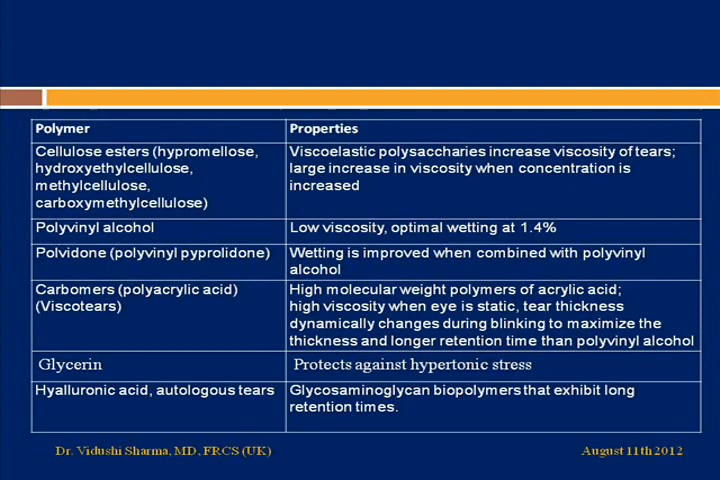 Polymer
Properties
Cellulose esters (hypromellose,
hydroxyethylcellulose,
methylcellulose,
carboxymethylcellulose)
Viscoelastic polysaccharies increase viscosity of tears;
large increase in viscosity when concentration is
increased
Polyvinyl alcohol
Low viscosity, optimal wetting at 1.4%
Polvidone (polyvinyl pyprolidone)
Wetting is improved when combined with polyvinyl
alcohol
Carbomers (polyacrylic acid)
(Viscotears)
High molecular weight polymers of acrylic acid;
high viscosity when eye is static, tear thickness
dynamically changes during blinking to maximize the
thickness and longer retention time than polyvinyl alcohol
Glycerin
Protects against hypertonic stress
Hyalluronic acid, autologous tears
Glycosaminoglycan biopolymers that exhibit long
retention times.
Dr. Vidushi Sharma, MD, FRCS (UK)
August 11th 2012